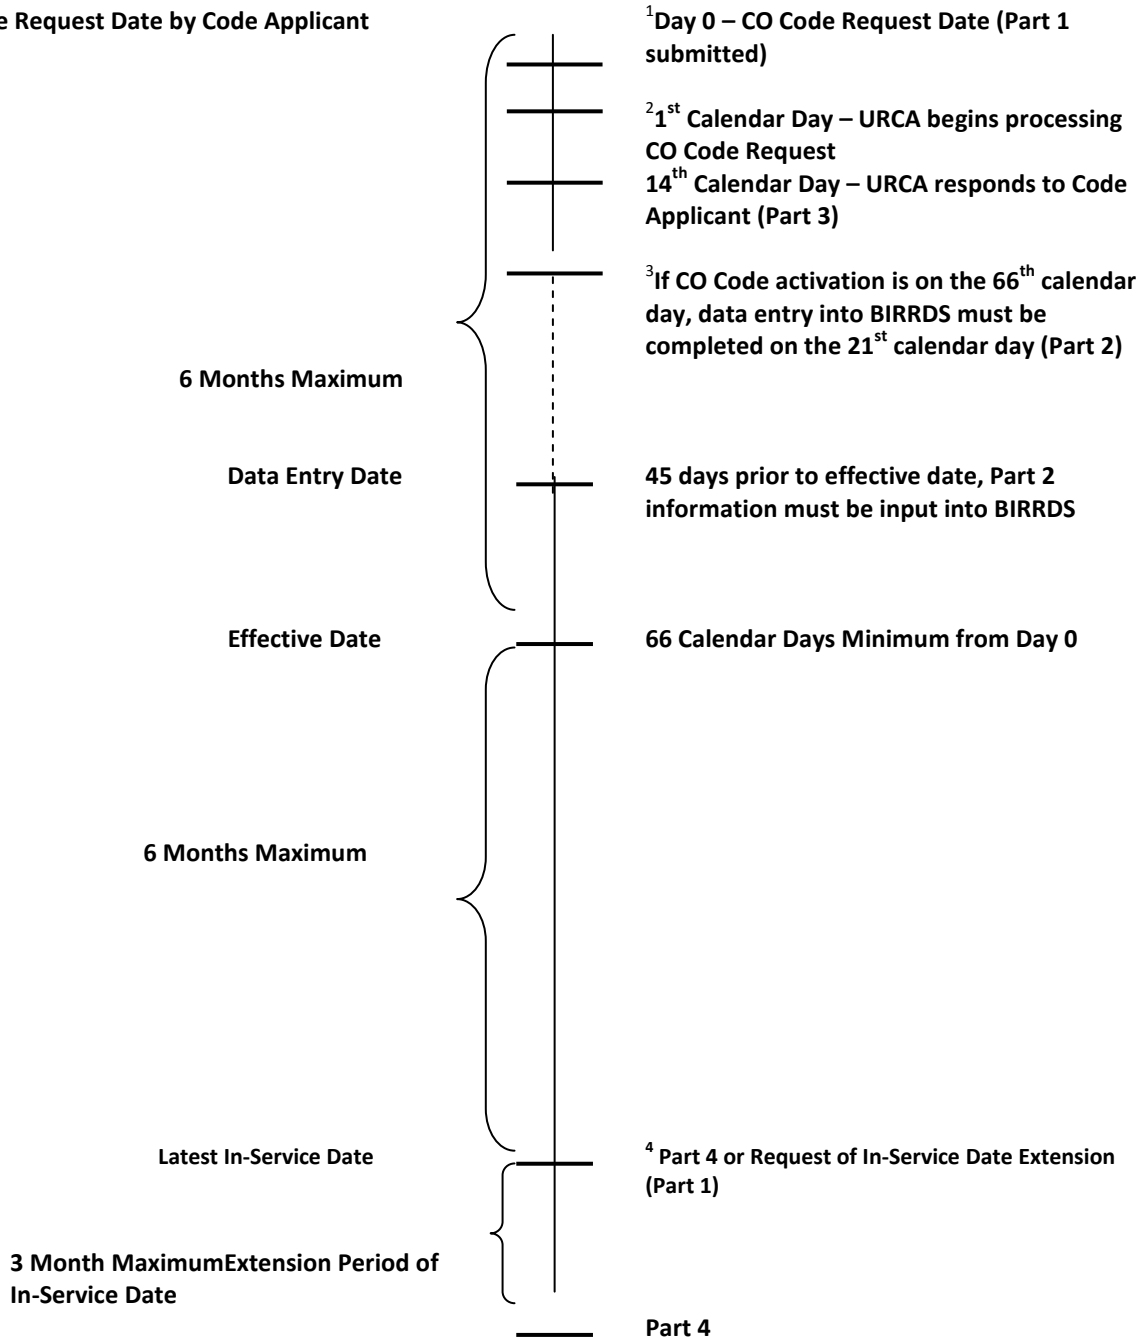 e Request Date by Code Applicant
¹Day 0 – CO Code Request Date (Part 1
submitted)
²1st Calendar Day – URCA begins processing
CO Code Request
14th Calendar Day – URCA responds to Code
Applicant (Part 3)
³If CO Code activation is on the 66th calendar
day, data entry into BIRRDS must be
completed on the 21st calendar day (Part 2)
6 Months Maximum
Data Entry Date
45 days prior to effective date, Part 2
information must be input into BIRRDS
Effective Date
66 Calendar Days Minimum from Day 0
6 Months Maximum
Latest In-Service Date
⁴ Part 4 or Request of In-Service Date Extension
(Part 1)
3 Month MaximumExtension Period of
In-Service Date
Part 4